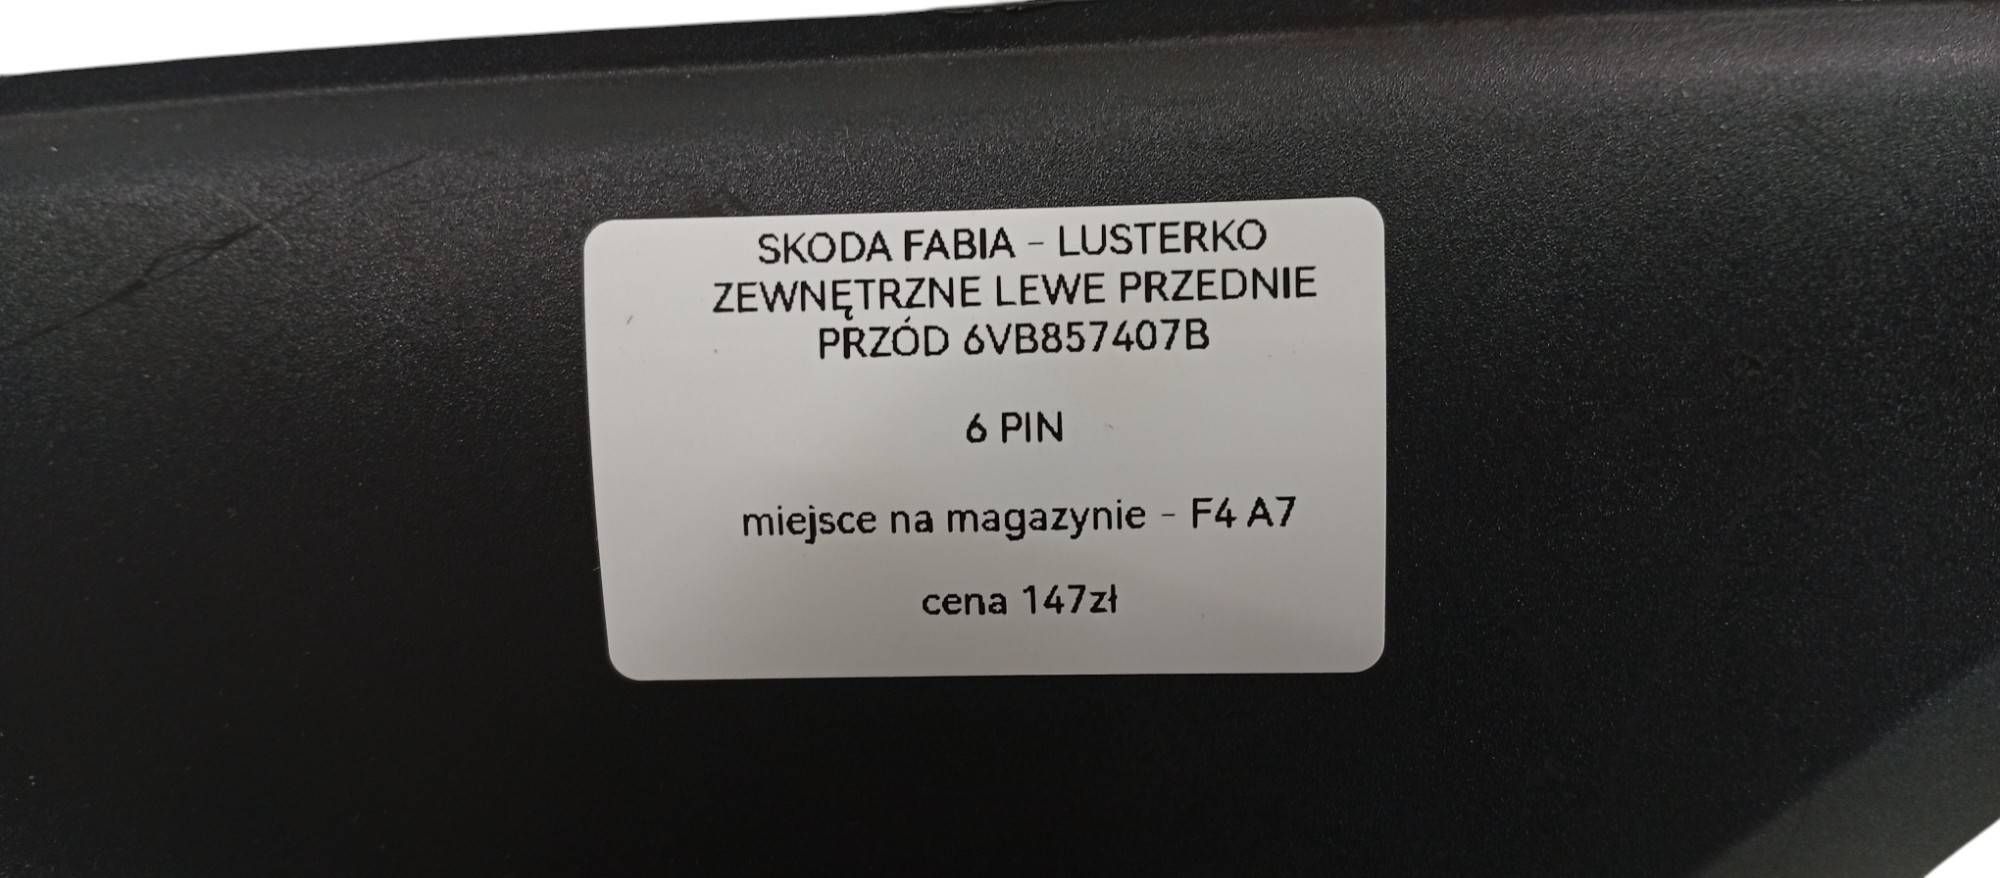 SKODA FABIA - LUSTERKO
ZEWNĘTRZNE LEWE PRZEDNIE
PRZÓD 6VB857407B
6 PIN
miejsce na magazynie - F4 A7
cena 147zł